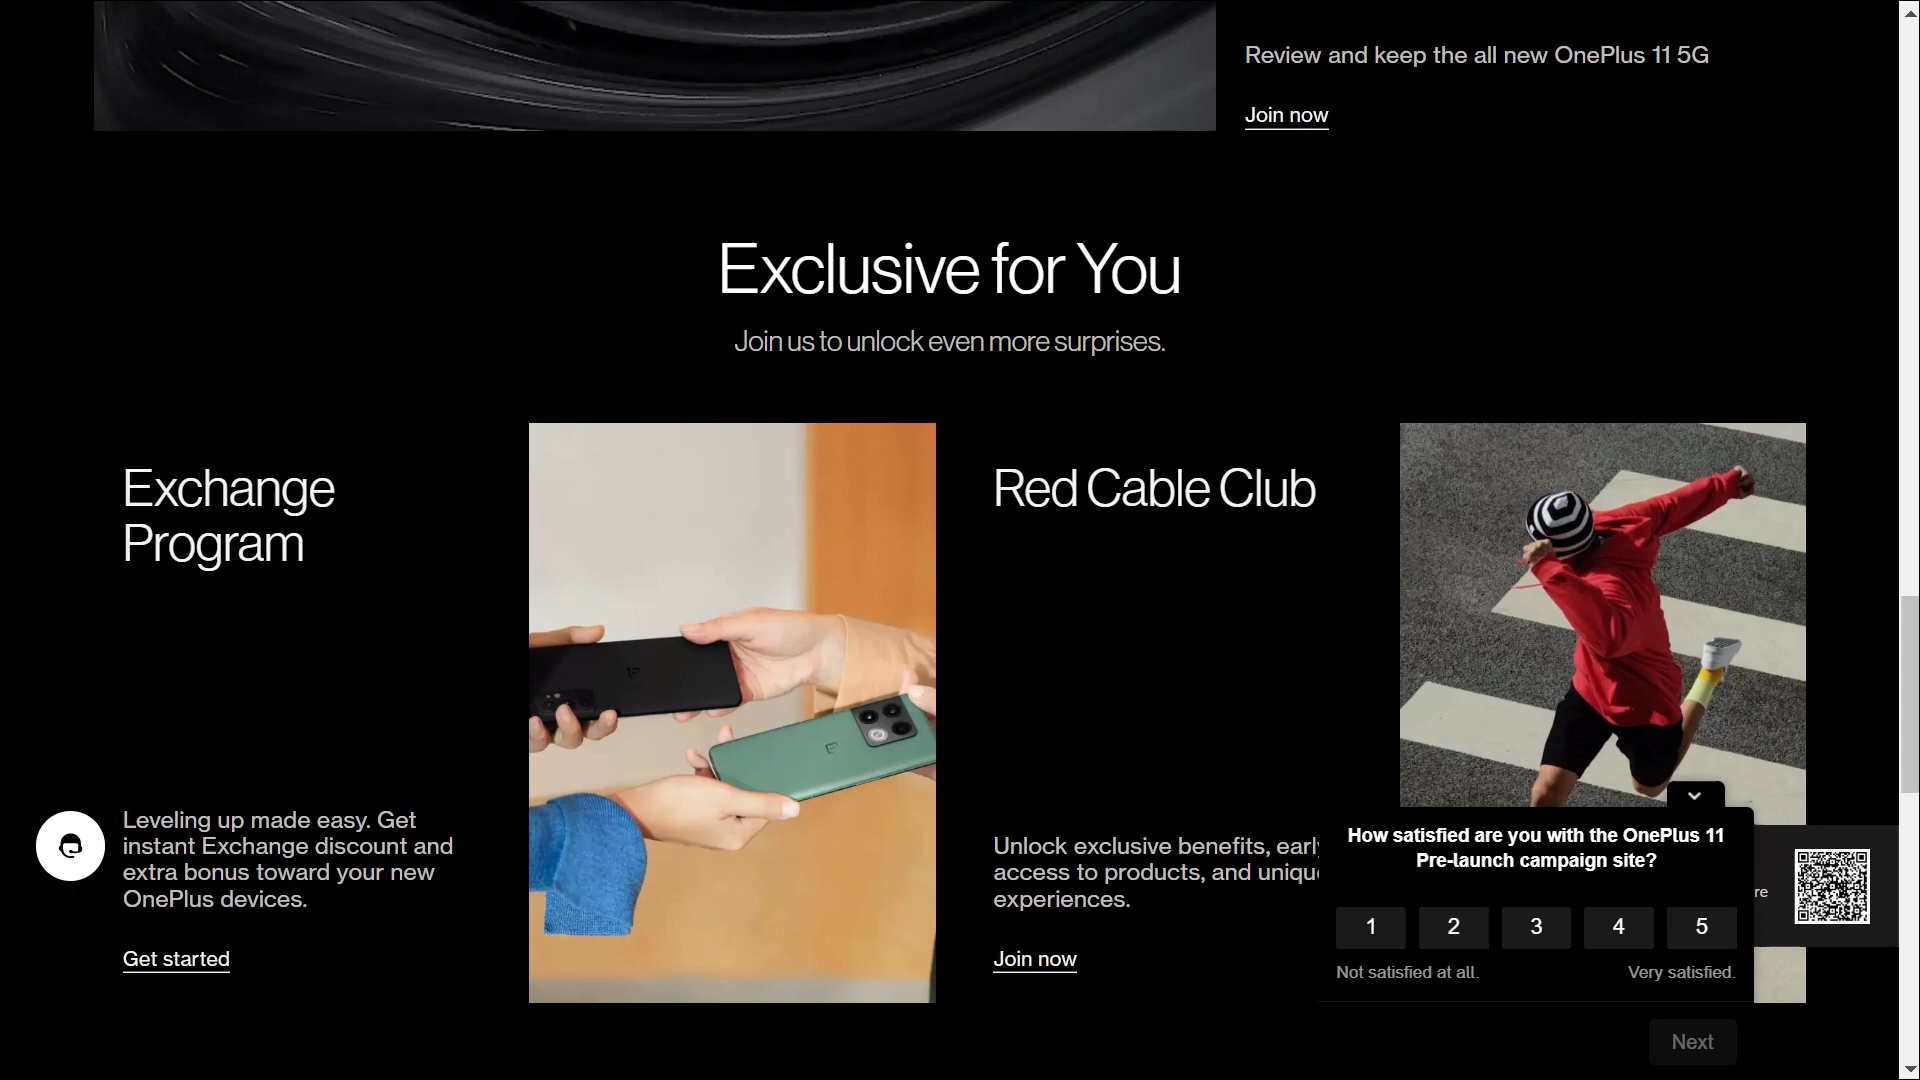 Review and keep the all new OnePlus 11 5G
Join now
Exclusive for You
Join us to unlock even more surprises.
Exchange
Program
Leveling up made easy. Get
instant Exchange discount and
extra bonus toward your new
OnePlus devices.
Get started
Red Cable Club
Unlock exclusive benefits, early
access to products, and unique
experiences.
Join now
How satisfied are you with the OnePlus 11
Pre-launch campaign site?
1 2 3 4 5
Not satisfied at all. Very satisfied.
Next